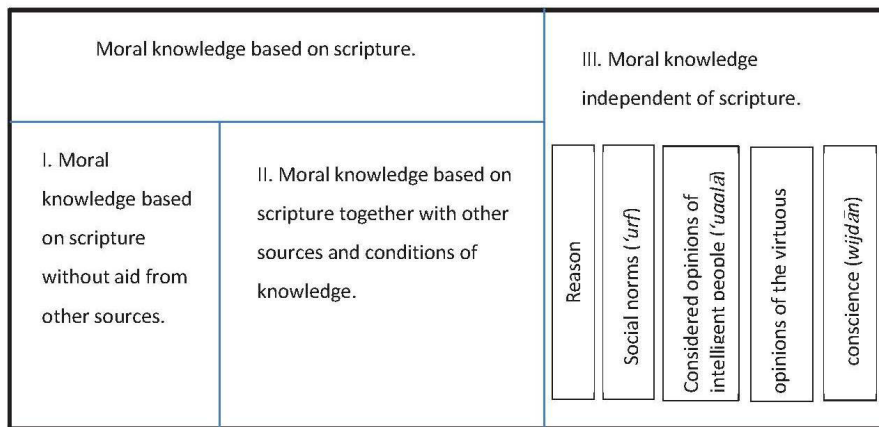 Moral knowledge based on scripture.
I. Moral
knowledge based
on scripture
without aid from
other sources.
II. Moral knowledge based on
scripture together with other
sources and conditions of
knowledge.
III. Moral knowledge
independent of scripture.
Reason
Social norms (‘urf)
Considered opinions of
intelligent people (‘uqalā)
opinions of the virtuous
conscience (wijdān)